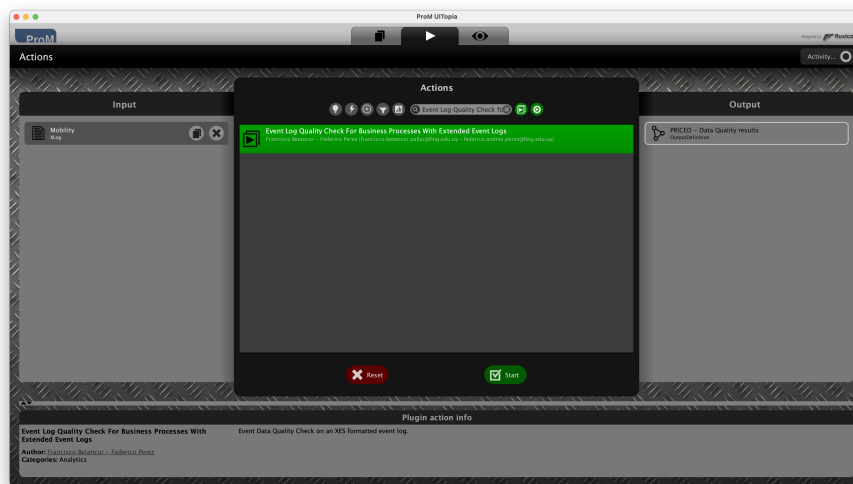 ProM UITopia
ProM
fluxicon
Actions
Activity...
Input
Actions
Output
Event Log Quality Check fo
Mobility
XLog
Event Log Quality Check For Business Processes With Extended Event Logs
Francisco Betancor - Federico Perez (francisco.betancor.pallas@fing.edu.uy - federico.andres.perez@fing.edu.uy)
PRICED - Data Quality results
OutputDefinition
Reset
Start
Plugin action info
Event Log Quality Check For Business Processes With
Extended Event Logs
Event Data Quality Check on an XES formatted event log.
Author: Francisco Betancor - Federico Perez
Categories: Analytics